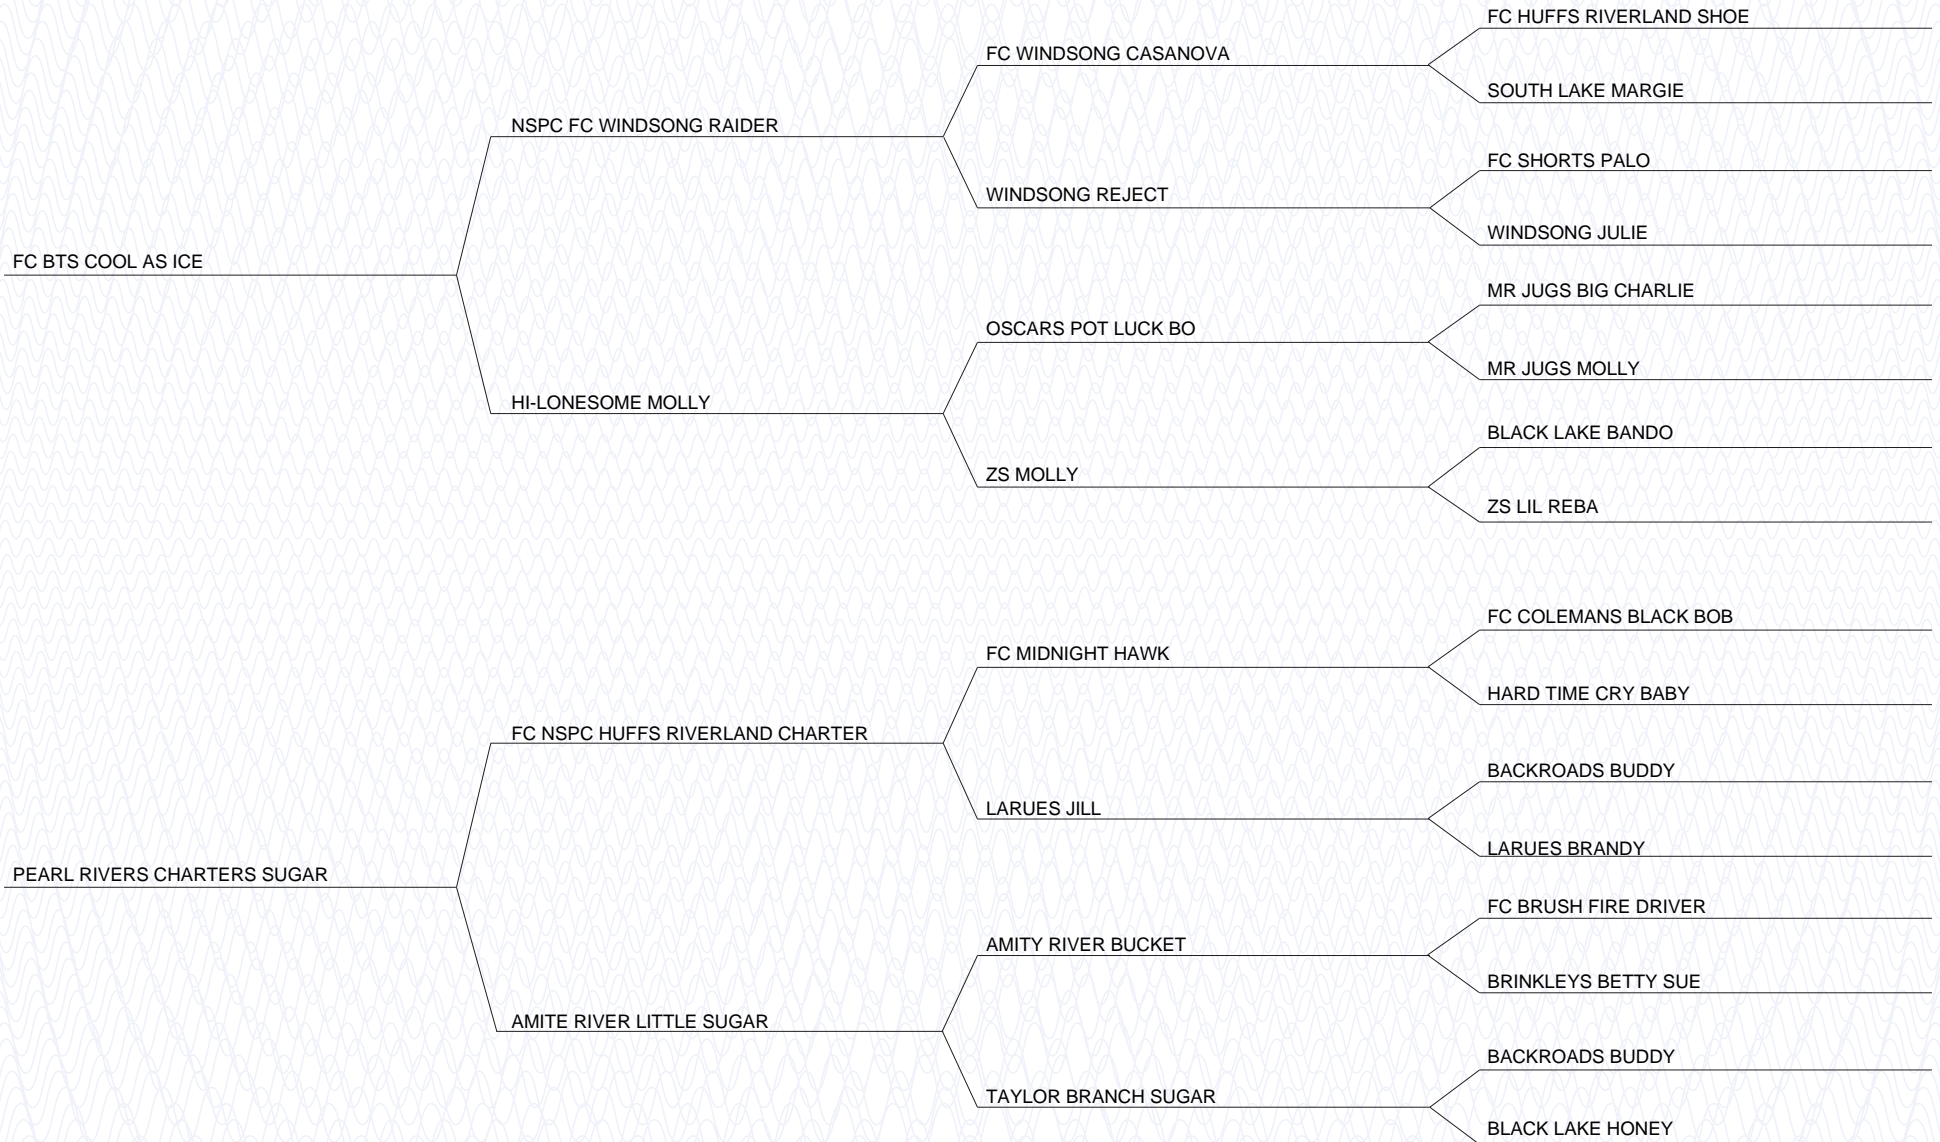 FC HUFFS RIVERLAND SHOE
FC WINDSONG CASANOVA
SOUTH LAKE MARGIE
NSPC FC WINDSONG RAIDER
FC SHORTS PALO
WINDSONG REJECT
WINDSONG JULIE
FC BTS COOL AS ICE
MR JUGS BIG CHARLIE
OSCARS POT LUCK BO
MR JUGS MOLLY
HI-LONESOME MOLLY
BLACK LAKE BANDO
ZS MOLLY
ZS LIL REBA
FC COLEMANS BLACK BOB
FC MIDNIGHT HAWK
HARD TIME CRY BABY
FC NSPC HUFFS RIVERLAND CHARTER
BACKROADS BUDDY
LARUES JILL
LARUES BRANDY
PEARL RIVERS CHARTERS SUGAR
FC BRUSH FIRE DRIVER
AMITY RIVER BUCKET
BRINKLEYS BETTY SUE
AMITE RIVER LITTLE SUGAR
BACKROADS BUDDY
TAYLOR BRANCH SUGAR
BLACK LAKE HONEY